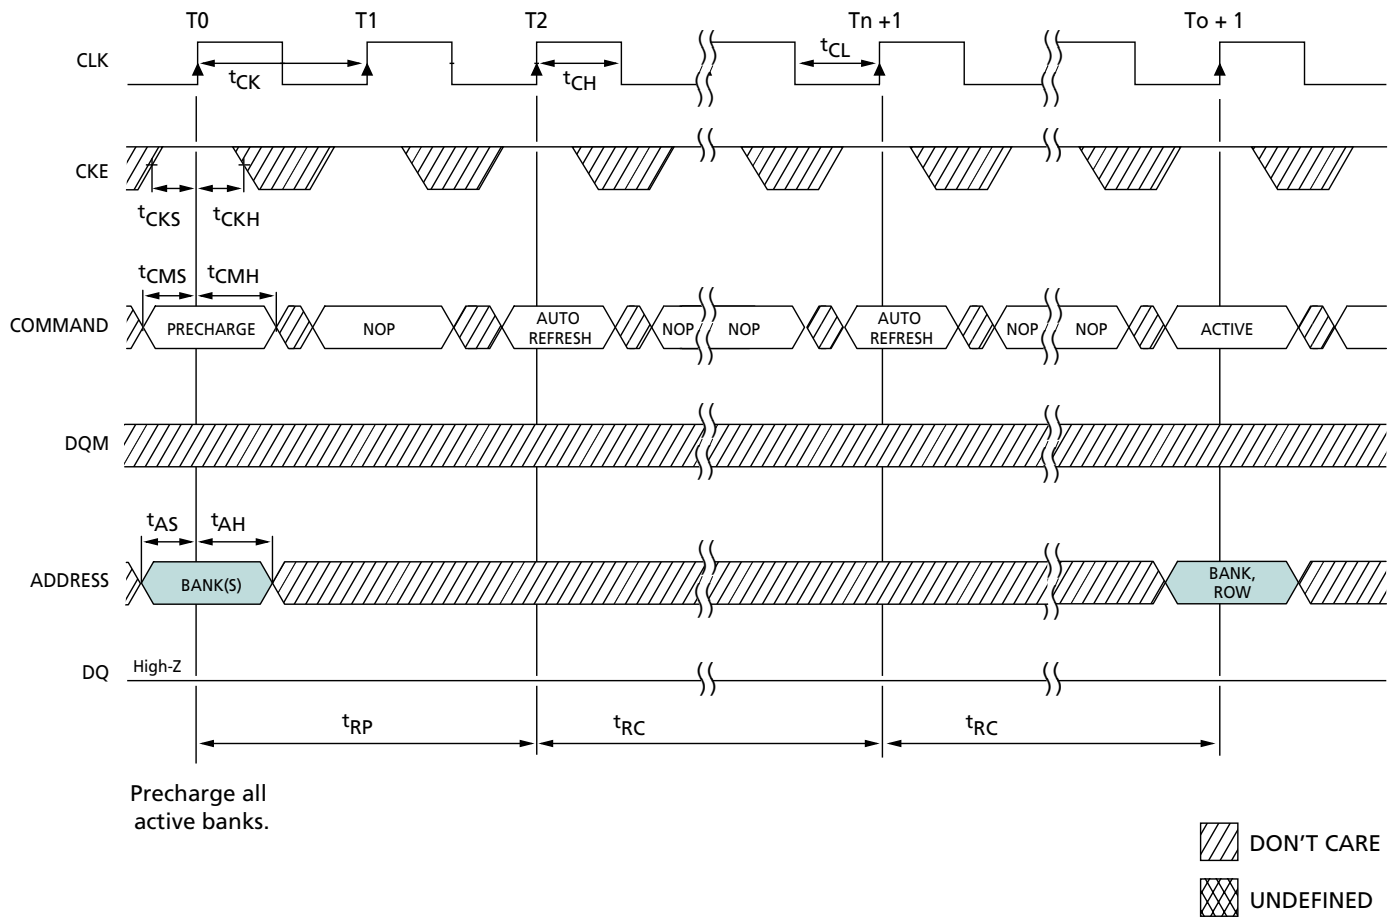 T0 T1 T2 Tn +1 To + 1
CLK
tCK tCH tCL
CKE
tCKS tCKH
tCMS tCMH
COMMAND PRECHARGE NOP AUTO REFRESH NOP NOP AUTO REFRESH NOP NOP ACTIVE
DQM
tAS tAH
ADDRESS BANK(S) BANK, ROW
DQ High-Z
tRP tRC tRC
Precharge all
active banks.
DON'T CARE
UNDEFINED